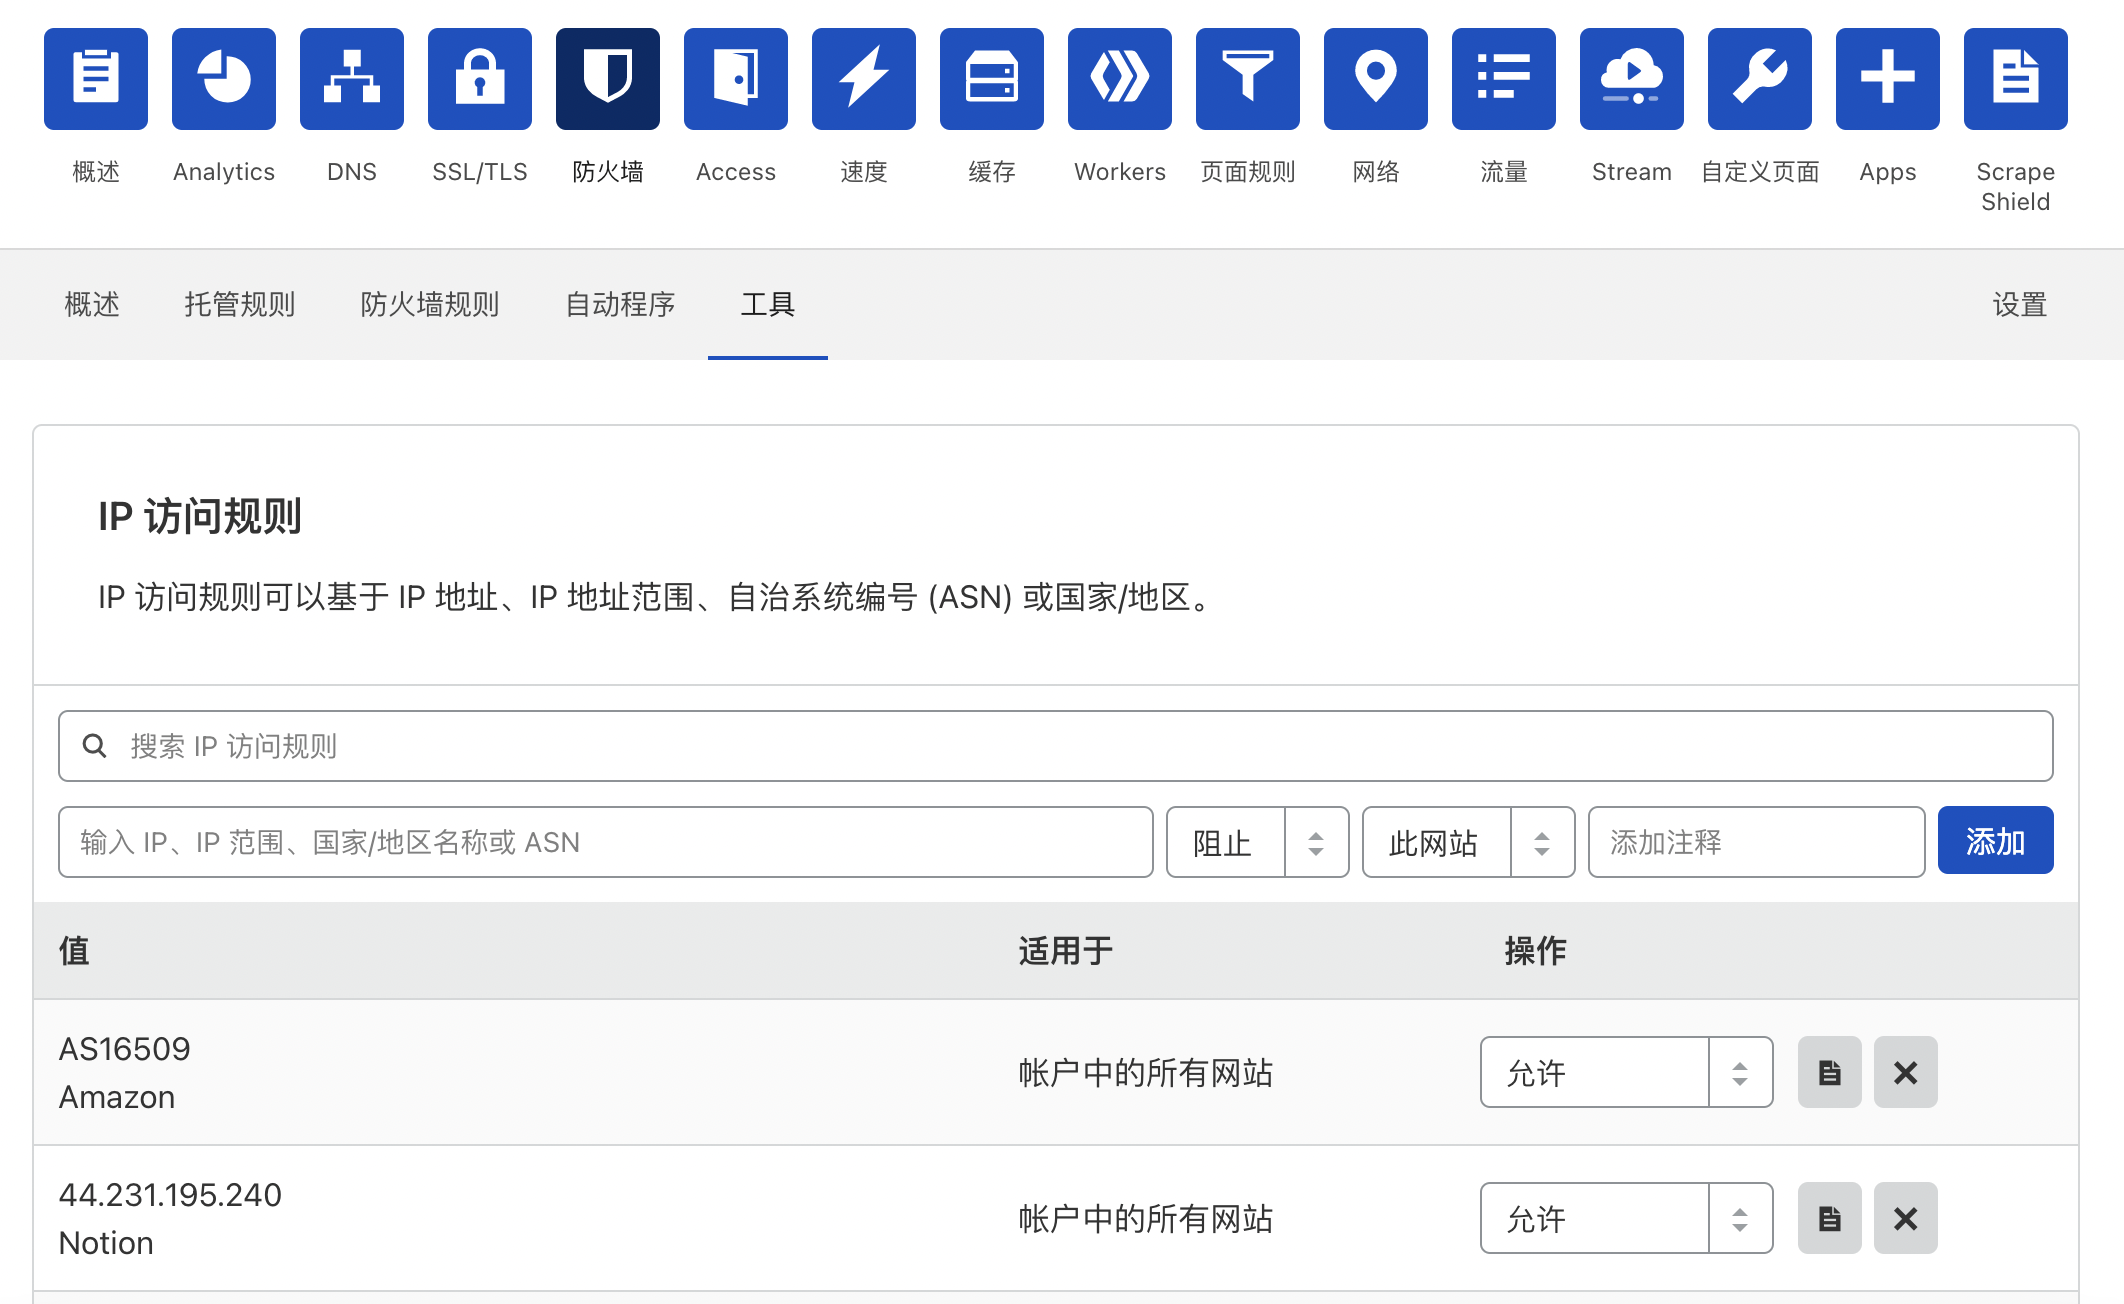 概述
Analytics
DNS
SSL/TLS
防火墙
Access
速度
缓存
Workers
页面规则
网络
流量
Stream
自定义页面
Apps
Scrape
Shield
概述
托管规则
防火墙规则
自动程序
工具
设置
IP 访问规则
IP 访问规则可以基于 IP 地址、IP 地址范围、自治系统编号 (ASN) 或国家/地区。
搜索 IP 访问规则
输入 IP、IP 范围、国家/地区名称或 ASN
阻止
此网站
添加注释
添加
值
适用于
操作
AS16509
Amazon
帐户中的所有网站
允许
44.231.195.240
Notion
帐户中的所有网站
允许